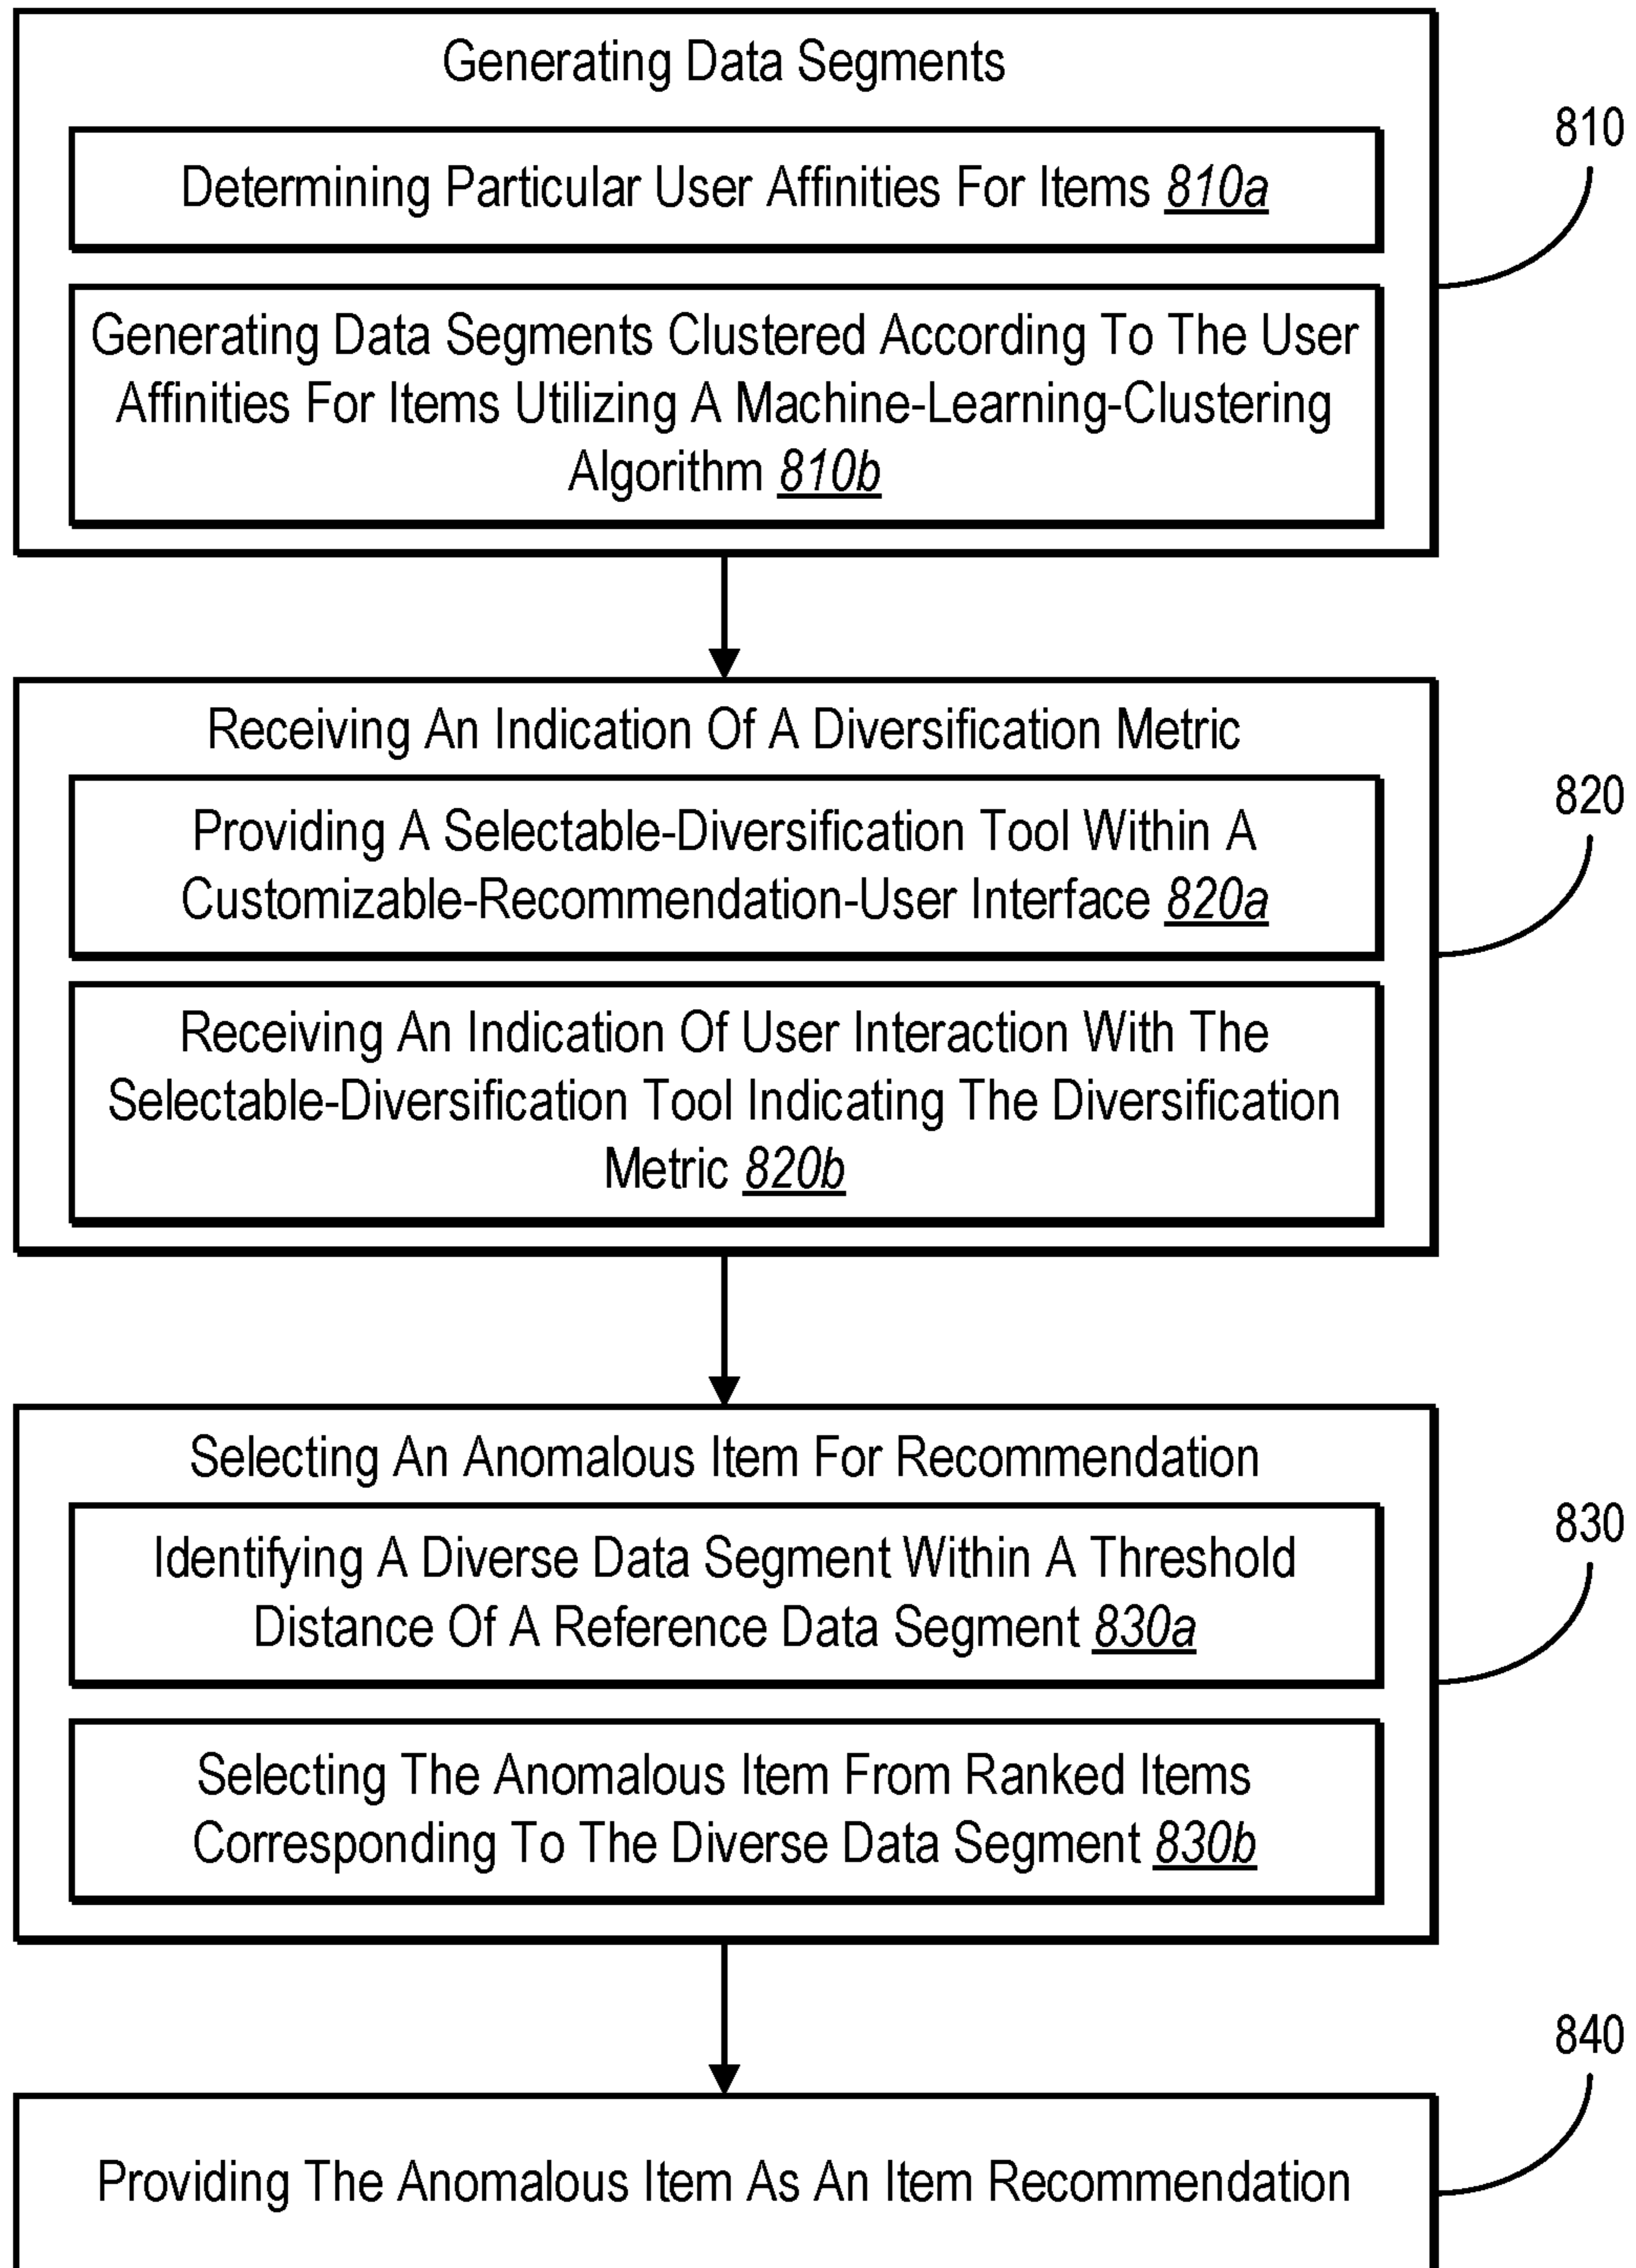 Generating Data Segments
810
Determining Particular User Affinities For Items 810a
Generating Data Segments Clustered According To The User
Affinities For Items Utilizing A Machine-Learning-Clustering
Algorithm 810b
Receiving An Indication Of A Diversification Metric
820
Providing A Selectable-Diversification Tool Within A
Customizable-Recommendation-User Interface 820a
Receiving An Indication Of User Interaction With The
Selectable-Diversification Tool Indicating The Diversification
Metric 820b
Selecting An Anomalous Item For Recommendation
830
Identifying A Diverse Data Segment Within A Threshold
Distance Of A Reference Data Segment 830a
Selecting The Anomalous Item From Ranked Items
Corresponding To The Diverse Data Segment 830b
840
Providing The Anomalous Item As An Item Recommendation